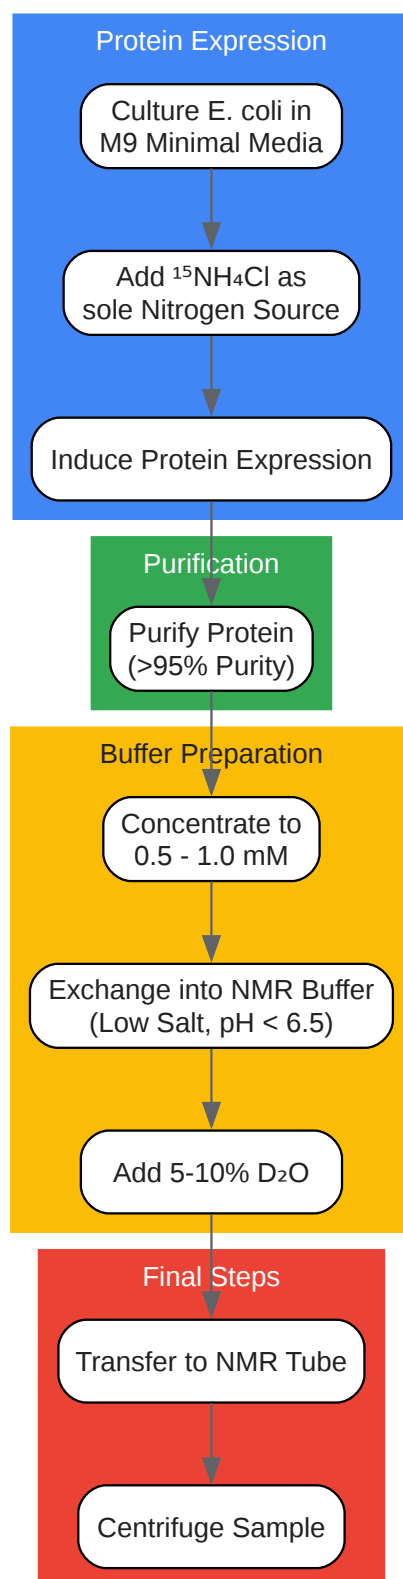 Protein Expression
Culture E. coli in
M9 Minimal Media
Add ¹⁵NH₄Cl as
sole Nitrogen Source
Induce Protein Expression
Purification
Purify Protein
(>95% Purity)
Buffer Preparation
Concentrate to
0.5 - 1.0 mM
Exchange into NMR Buffer
(Low Salt, pH < 6.5)
Add 5-10% D₂O
Final Steps
Transfer to NMR Tube
Centrifuge Sample